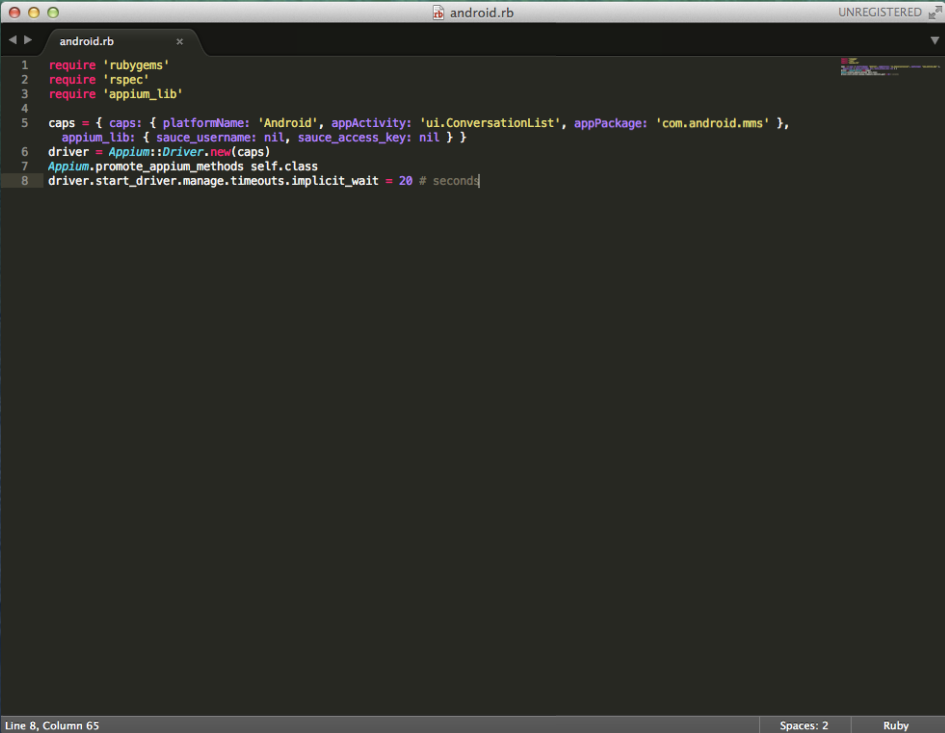 android.rb
UNREGISTERED
android.rb ×
1 require 'rubygems'
2 require 'rspec'
3 require 'appium_lib'
4
5 caps = { caps: { platformName: 'Android', appActivity: 'ui.ConversationList', appPackage: 'com.android.mms' },
appium_lib: { sauce_username: nil, sauce_access_key: nil } }
6 driver = Appium::Driver.new(caps)
7 Appium.promote_appium_methods self.class
8 driver.start_driver.manage.timeouts.implicit_wait = 20 # seconds
Line 8, Column 65
Spaces: 2
Ruby